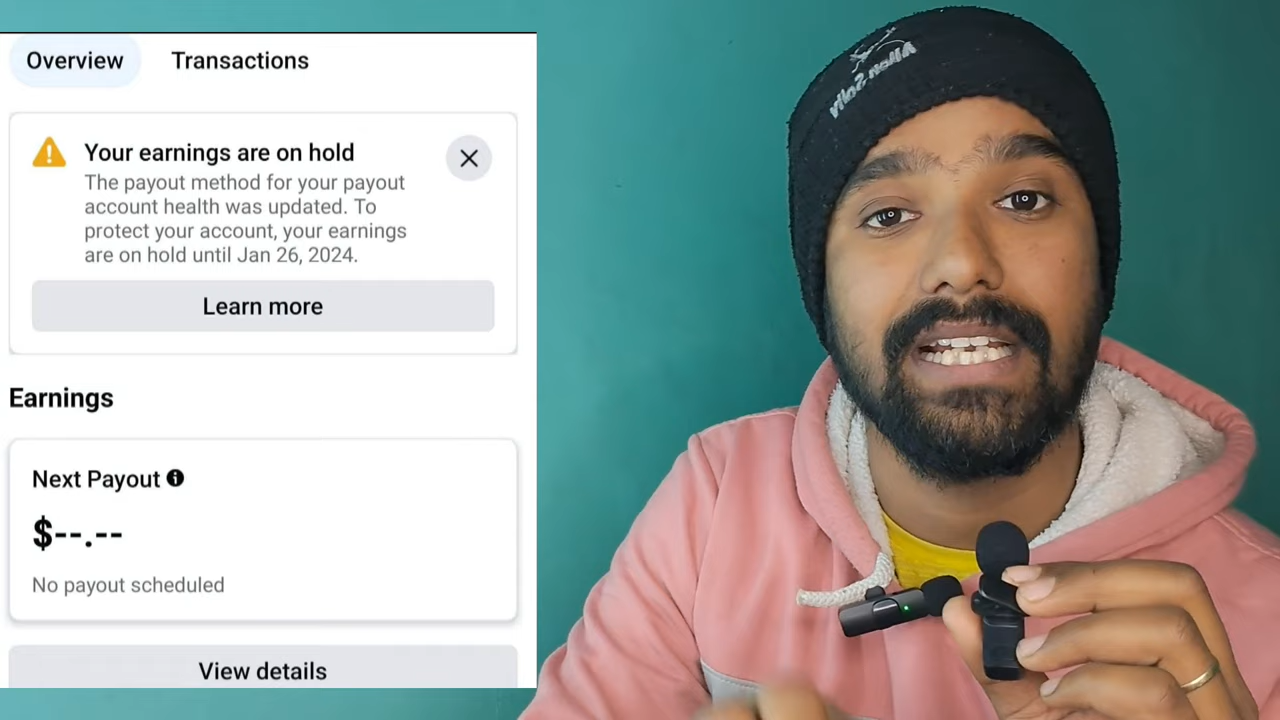 Overview Transactions
Your earnings are on hold
The payout method for your payout
account health was updated. To
protect your account, your earnings
are on hold until Jan 26, 2024.
Learn more
Earnings
Next Payout
$--.--
No payout scheduled
View details
Allen Solly